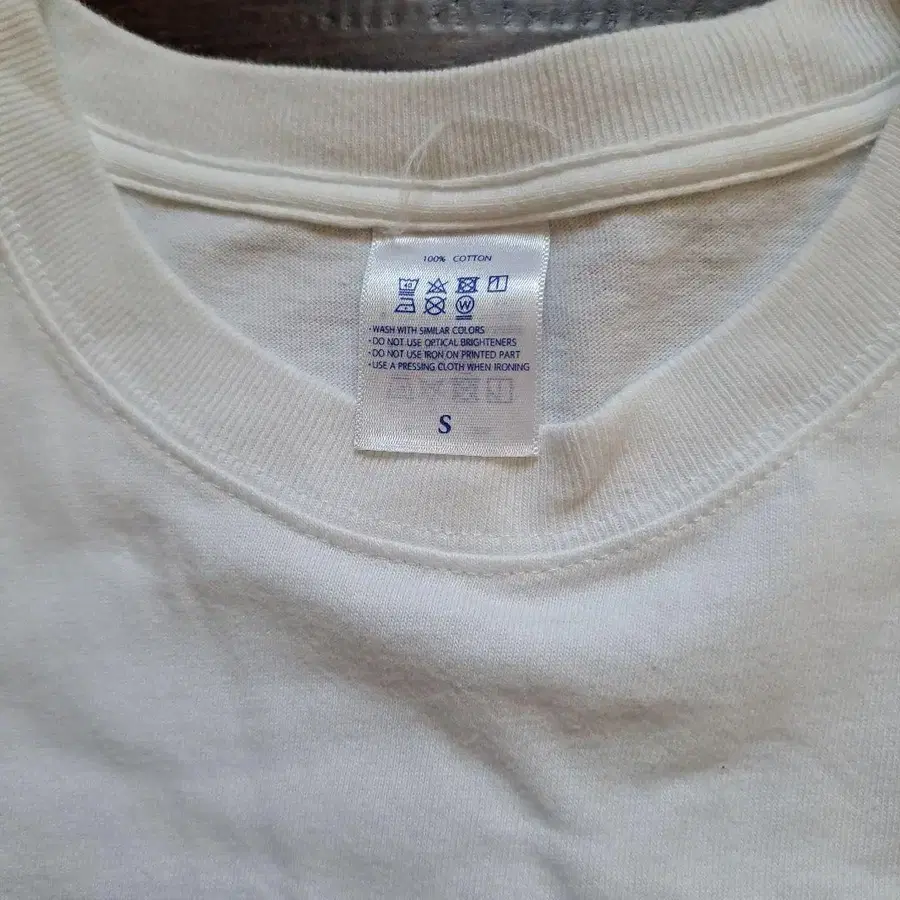 100% COTTON
40
W
·WASH WITH SIMILAR COLORS
·DO NOT USE OPTICAL BRIGHTENERS
·DO NOT USE IRON ON PRINTED PART
·USE A PRESSING CLOTH WHEN IRONING
S